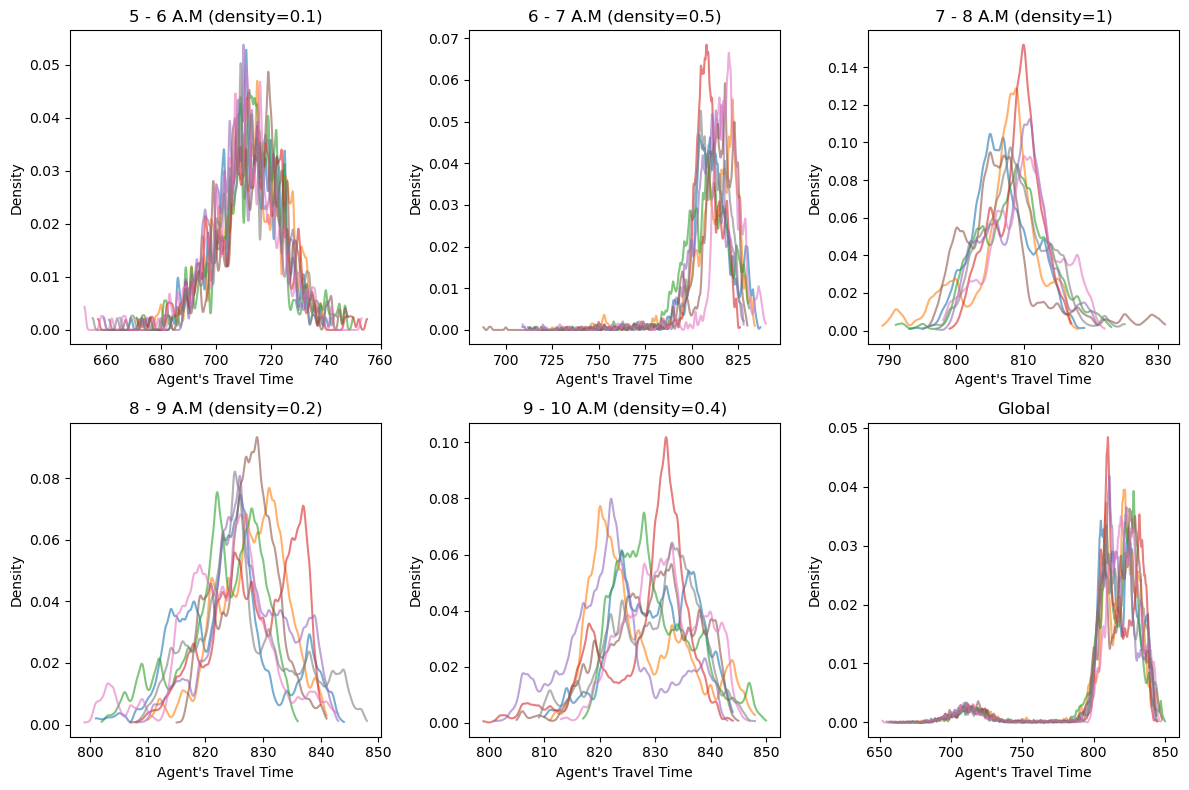 5 - 6 A.M (density=0.1)
Density
0.05
0.04
0.03
0.02
0.01
0.00
660 680 700 720 740 760
Agent's Travel Time
6 - 7 A.M (density=0.5)
Density
0.07
0.06
0.05
0.04
0.03
0.02
0.01
0.00
700 725 750 775 800 825
Agent's Travel Time
7 - 8 A.M (density=1)
Density
0.14
0.12
0.10
0.08
0.06
0.04
0.02
0.00
790 800 810 820 830
Agent's Travel Time
8 - 9 A.M (density=0.2)
Density
0.08
0.06
0.04
0.02
0.00
800 810 820 830 840 850
Agent's Travel Time
9 - 10 A.M (density=0.4)
Density
0.10
0.08
0.06
0.04
0.02
0.00
800 810 820 830 840 850
Agent's Travel Time
Global
Density
0.05
0.04
0.03
0.02
0.01
0.00
650 700 750 800 850
Agent's Travel Time